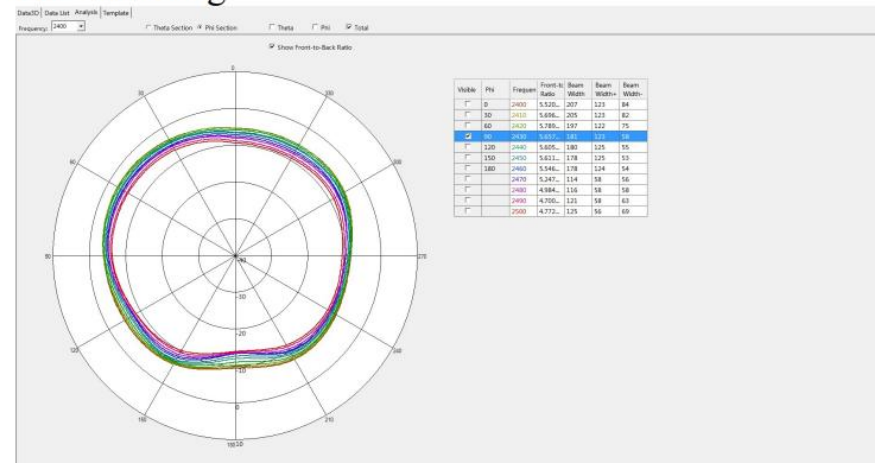 Data3D Data List Analysis Template
Frequency: 2400 Theta Section Phi Section Theta Phi Total
Show Front-to-Back Ratio
0
30 330
60 300
90 -40 270
-30
-20
120 -10 240
0
150 210
180 10
Visible Phi Frequen Front-to Ratio Beam Width Beam Width+ Beam Width-
0 2400 5.520... 207 123 84
30 2410 5.696... 205 123 82
60 2420 5.789... 197 122 75
90 2430 5.657... 181 123 58
120 2440 5.605... 180 125 55
150 2450 5.611... 178 125 53
180 2460 5.546... 178 124 54
2470 5.247... 114 58 56
2480 4.984... 116 58 58
2490 4.700... 121 58 63
2500 4.772... 125 56 69